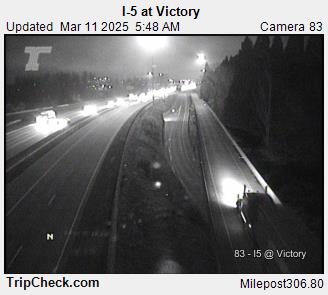 I-5 at Victory
Updated  Mar 11 2025  5:48 AM
Camera 83
T
N
83 - I5 @ Victory
TripCheck.com
Milepost306.80